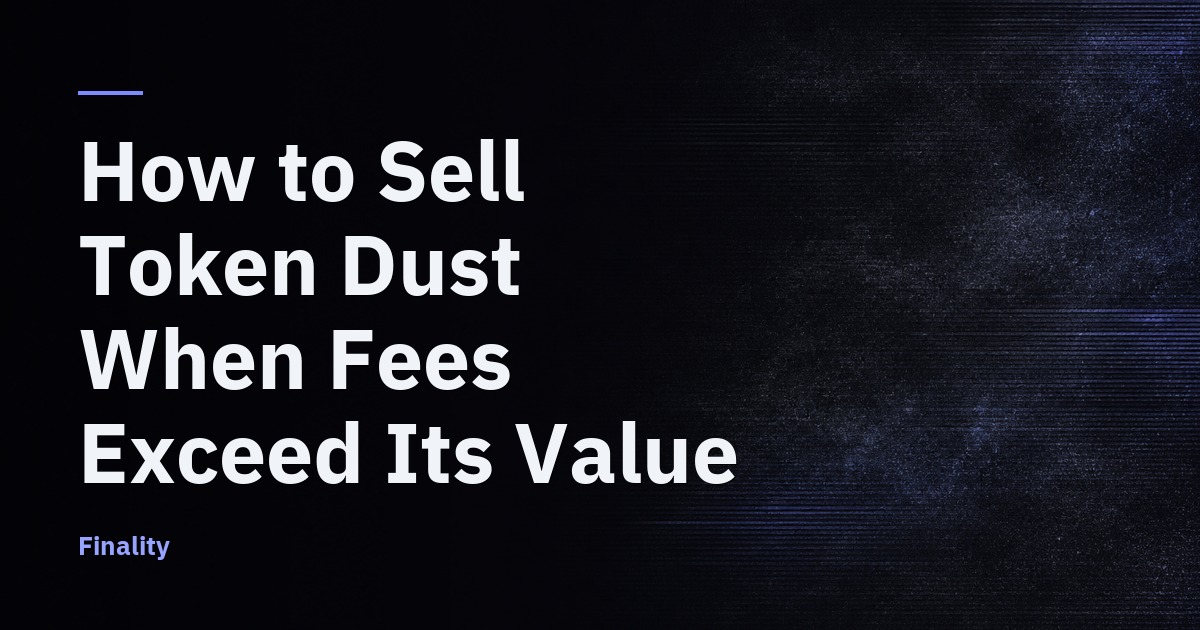 How to Sell
Token Dust
When Fees
Exceed Its Value
Finality